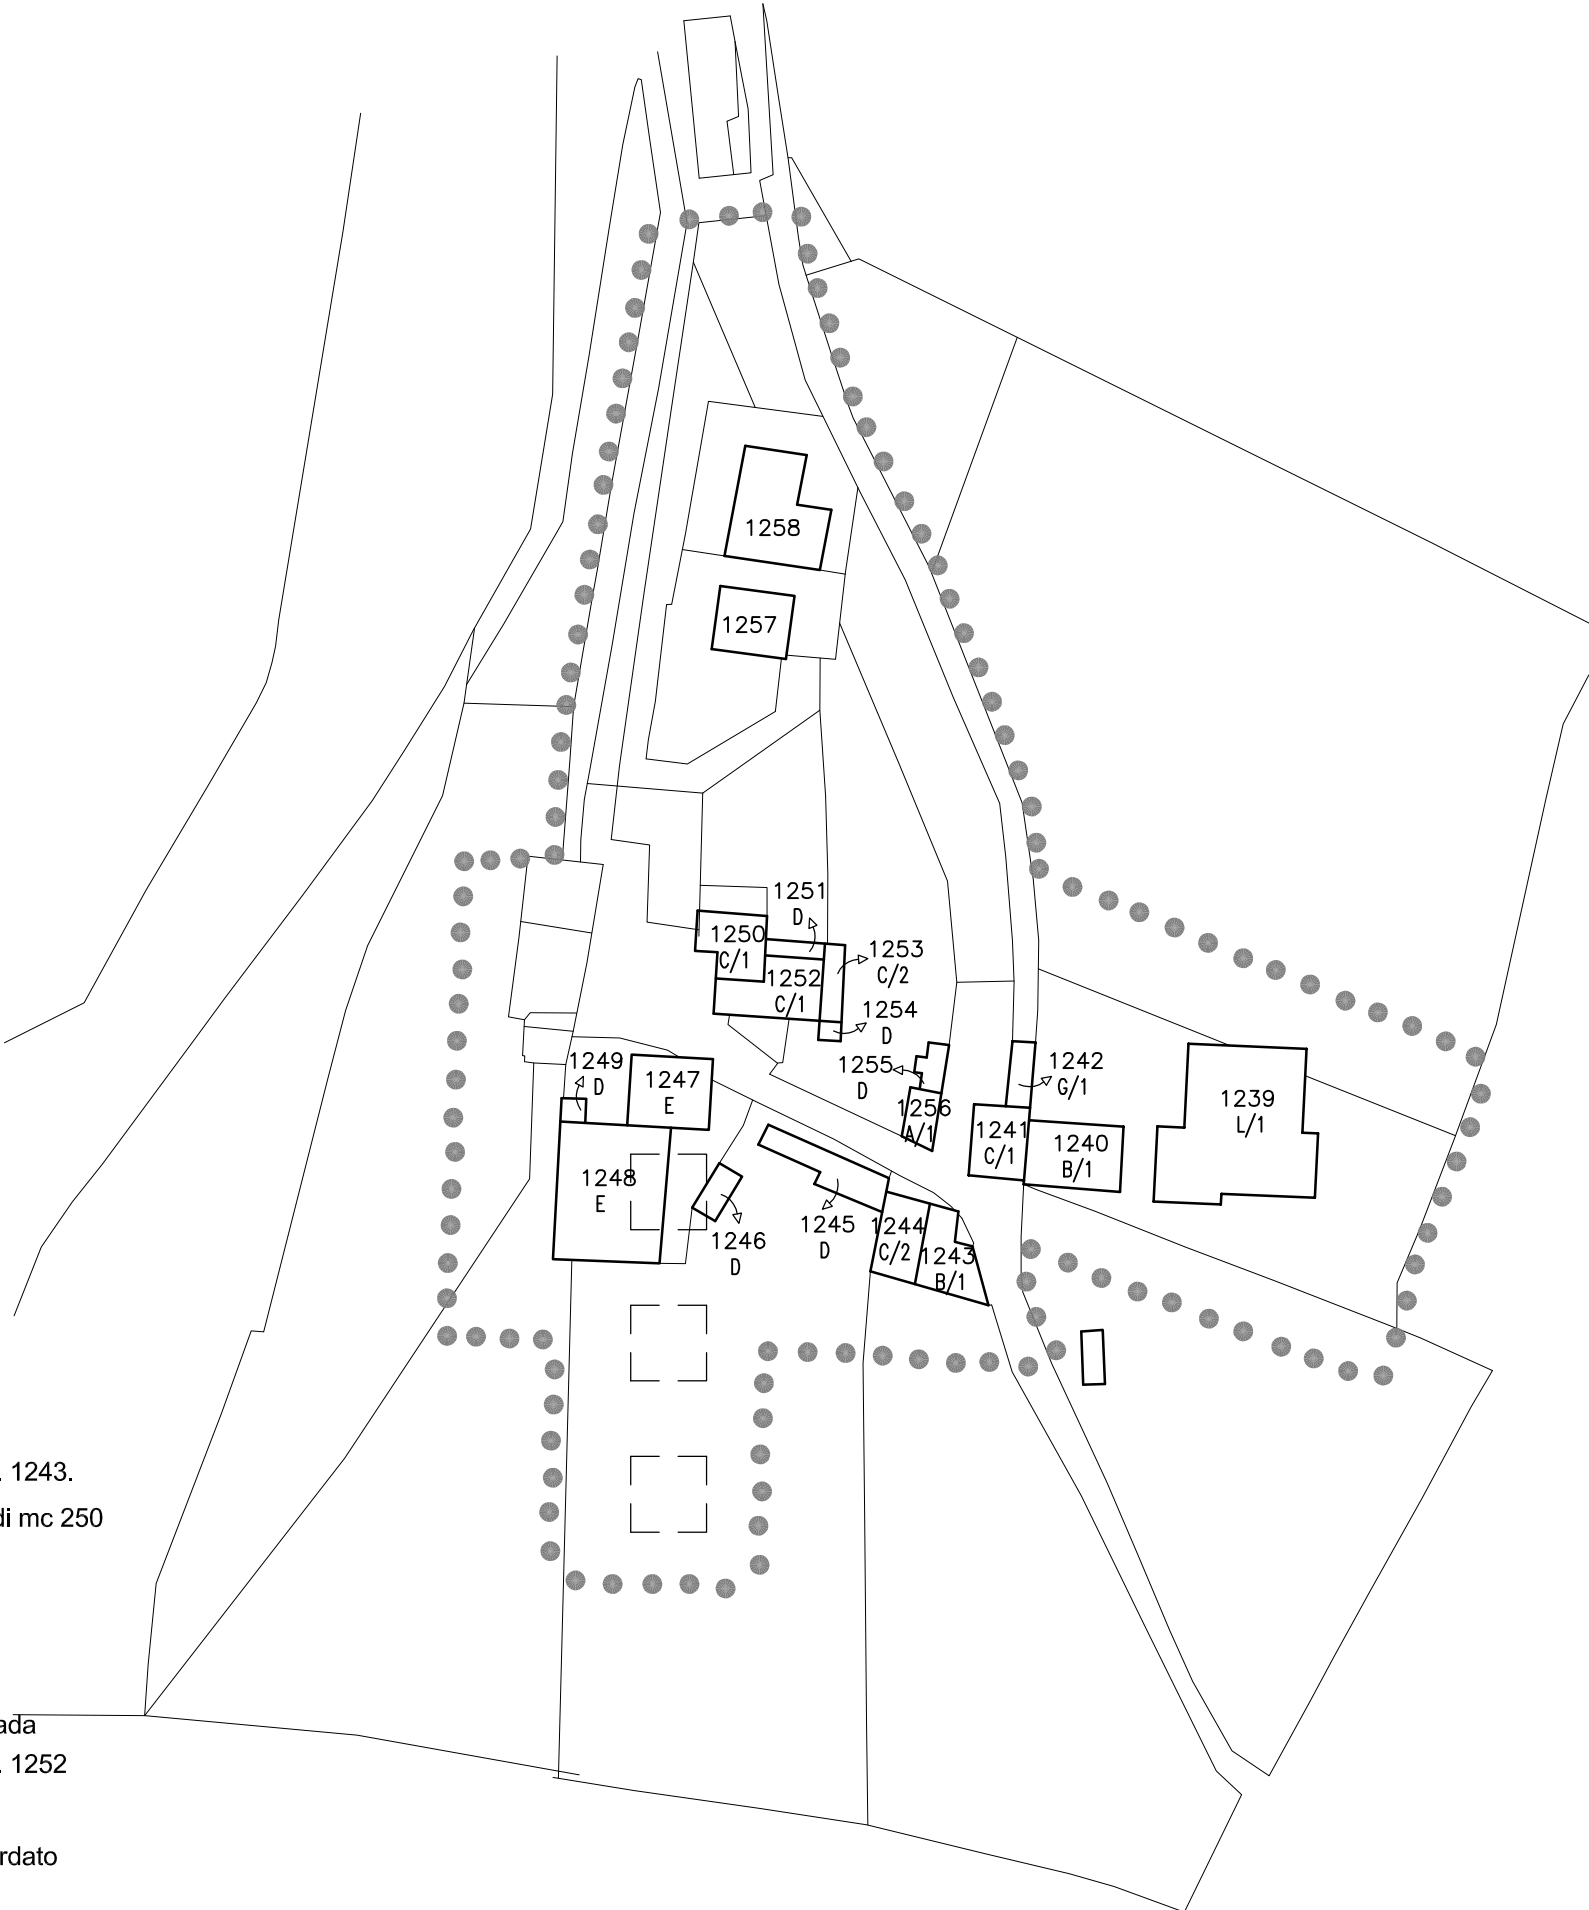 1258
1257
1251
D
1250
C/1
1253
C/2
1252
C/1
1254
D
1255
D
1249
D
1247
E
1242
G/1
1256
A/1
1239
L/1
1241
C/1
1240
B/1
1248
E
1246
D
1245
D
1244
C/2
1243
B/1
. 1243.
di mc 250
ada
. 1252
rdato